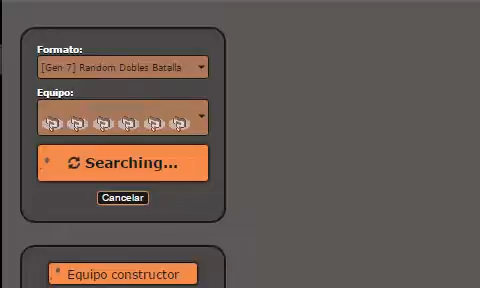 Formato:
[Gen 7] Random Dobles Batalla
Equipo:
Searching...
Cancelar
Equipo constructor